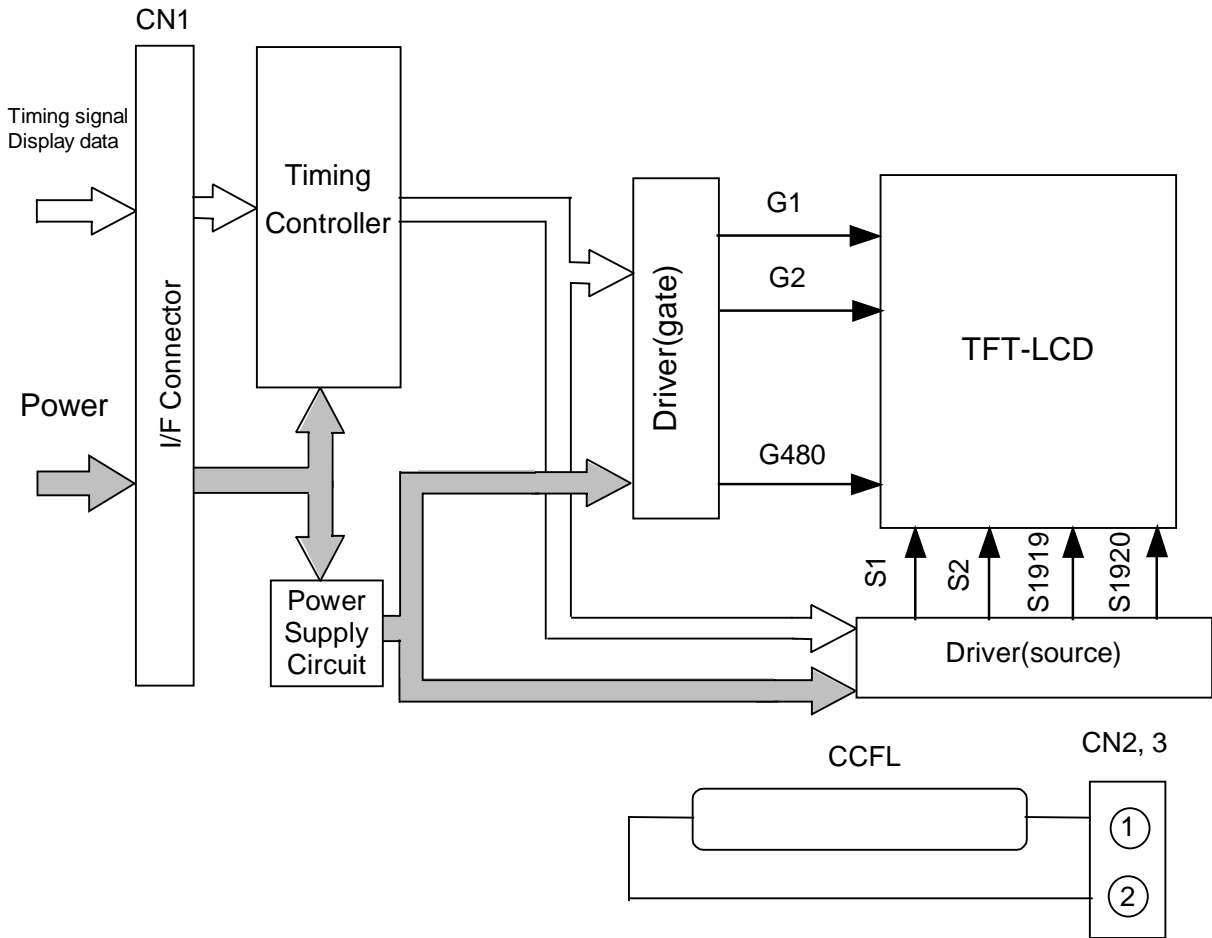 CN1
Timing signal
Display data
Power
I/F Connector
Timing
Controller
Power
Supply
Circuit
Driver(gate)
G1
G2
G480
TFT-LCD
S1
S2
S1919
S1920
Driver(source)
CCFL
CN2, 3
1
2